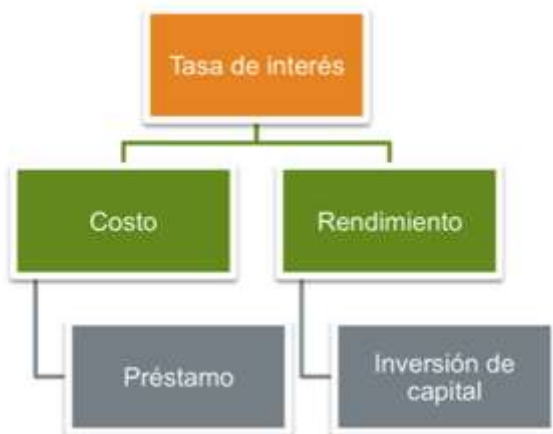 Tasa de interés
Costo
Rendimiento
Préstamo
Inversión de
capital